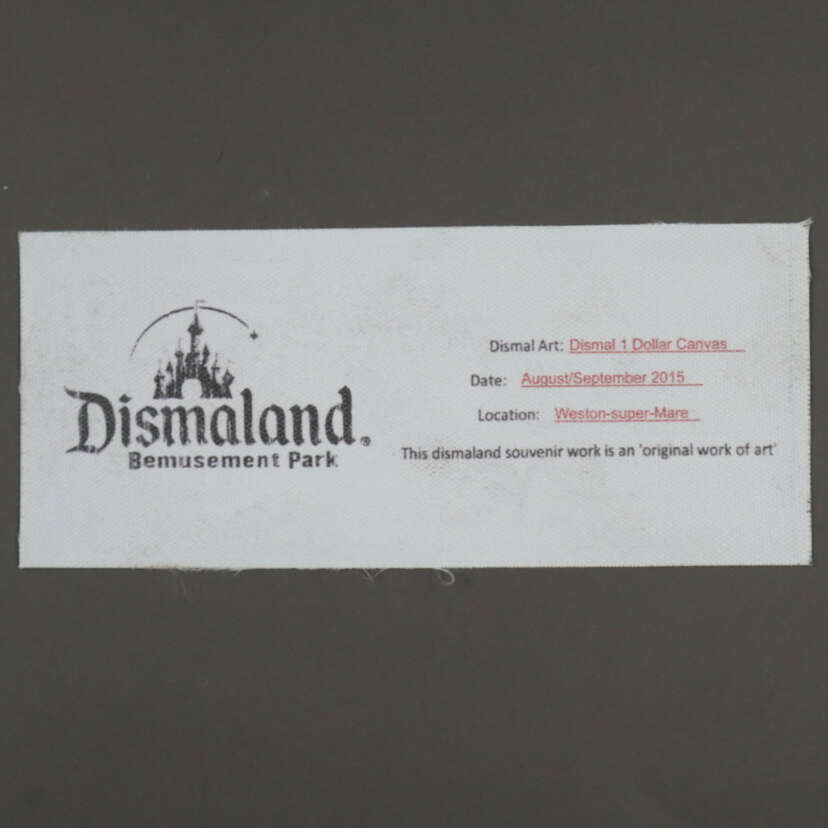 Dismaland®
Bemusement Park
Dismal Art: Dismal 1 Dollar Canvas
Date: August/September 2015
Location: Weston-super-Mare
This dismaland souvenir work is an 'original work of art'